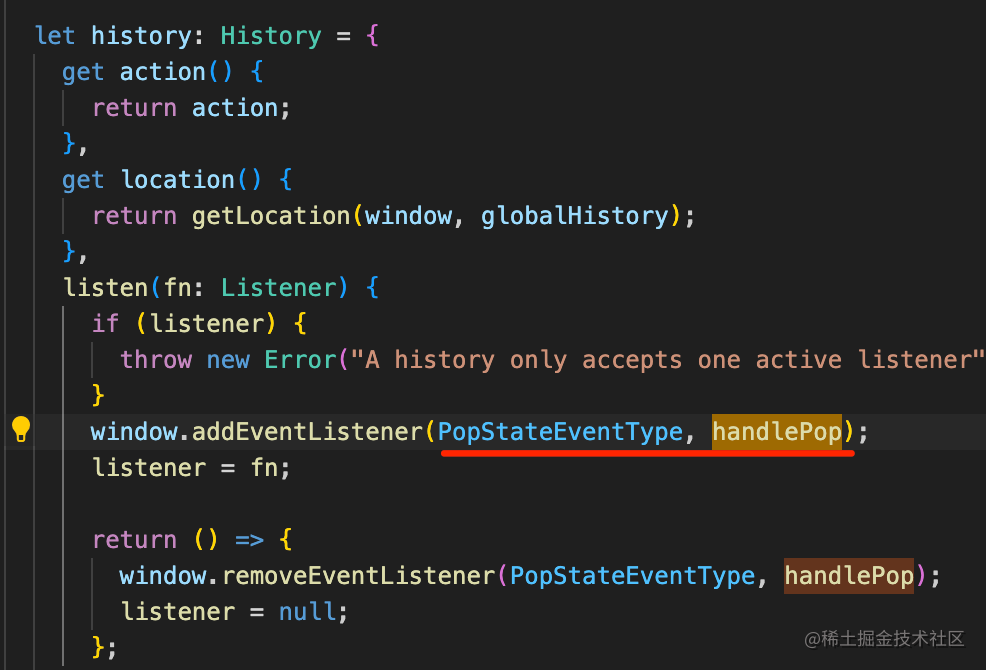 let history: History = {
  get action() {
    return action;
  },
  get location() {
    return getLocation(window, globalHistory);
  },
  listen(fn: Listener) {
    if (listener) {
      throw new Error("A history only accepts one active listener"
    }
    window.addEventListener(PopStateEventType, handlePop);
    listener = fn;

    return () => {
      window.removeEventListener(PopStateEventType, handlePop);
      listener = null;
    };
@稀土掘金技术社区